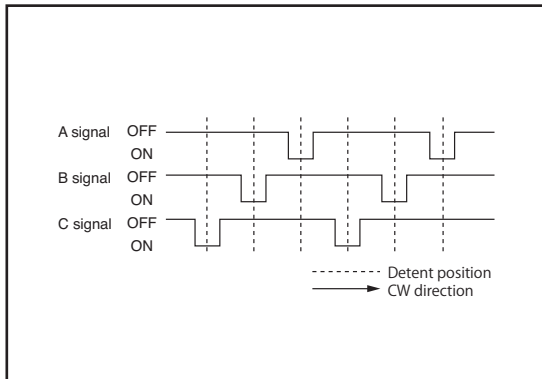 A signal OFF
ON
B signal OFF
ON
C signal OFF
ON
Detent position
CW direction